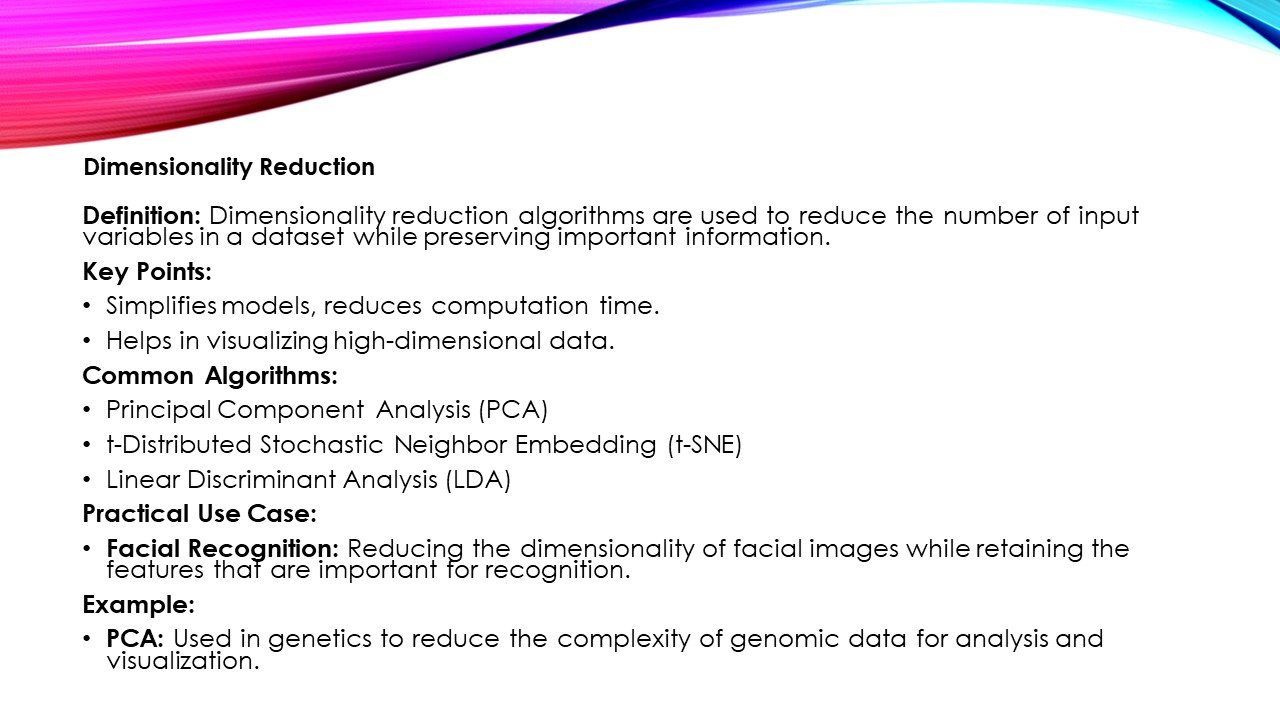 Dimensionality Reduction
Definition: Dimensionality reduction algorithms are used to reduce the number of input
variables in a dataset while preserving important information.
Key Points:
• Simplifies models, reduces computation time.
• Helps in visualizing high-dimensional data.
Common Algorithms:
• Principal Component Analysis (PCA)
• t-Distributed Stochastic Neighbor Embedding (t-SNE)
• Linear Discriminant Analysis (LDA)
Practical Use Case:
• Facial Recognition: Reducing the dimensionality of facial images while retaining the
features that are important for recognition.
Example:
• PCA: Used in genetics to reduce the complexity of genomic data for analysis and
visualization.